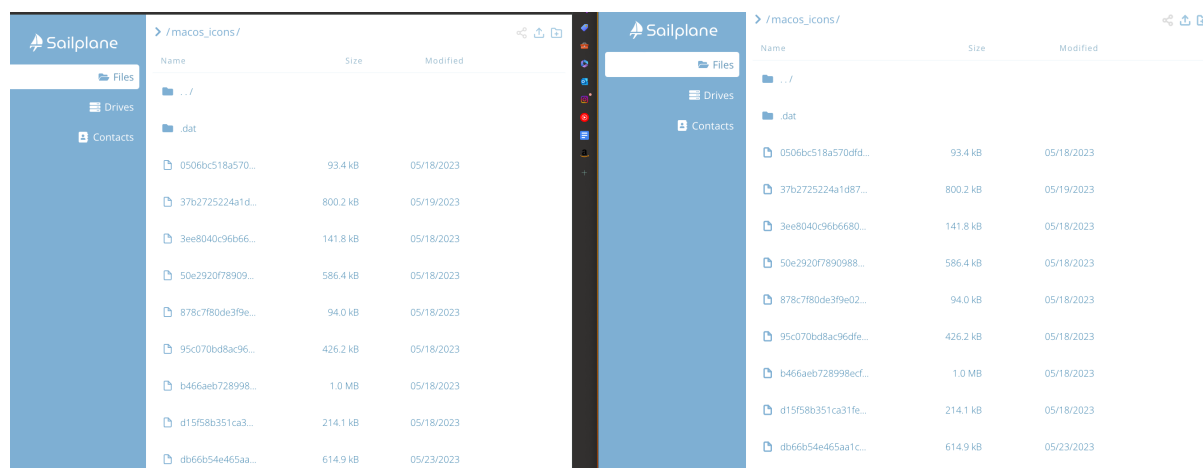 Sailplane
Files
Drives
Contacts
/macos_icons/
Name Size Modified
../
.dat
0506bc518a570... 93.4 kB 05/18/2023
37b2725224a1d... 800.2 kB 05/19/2023
3ee8040c96b66... 141.8 kB 05/18/2023
50e2920f78909... 586.4 kB 05/18/2023
878c7f80de3f9e... 94.0 kB 05/18/2023
95c070bd8ac96... 426.2 kB 05/18/2023
b466aeb728998... 1.0 MB 05/18/2023
d15f58b351ca3... 214.1 kB 05/18/2023
db66b54e465aa... 614.9 kB 05/23/2023
Sailplane
Files
Drives
Contacts
/macos_icons/
Name Size Modified
../
.dat
0506bc518a570dfd... 93.4 kB 05/18/2023
37b2725224a1d87... 800.2 kB 05/19/2023
3ee8040c96b6680... 141.8 kB 05/18/2023
50e2920f7890988... 586.4 kB 05/18/2023
878c7f80de3f9e02... 94.0 kB 05/18/2023
95c070bd8ac96dfe... 426.2 kB 05/18/2023
b466aeb728998ecf... 1.0 MB 05/18/2023
d15f58b351ca31fe... 214.1 kB 05/18/2023
db66b54e465aa1c... 614.9 kB 05/23/2023